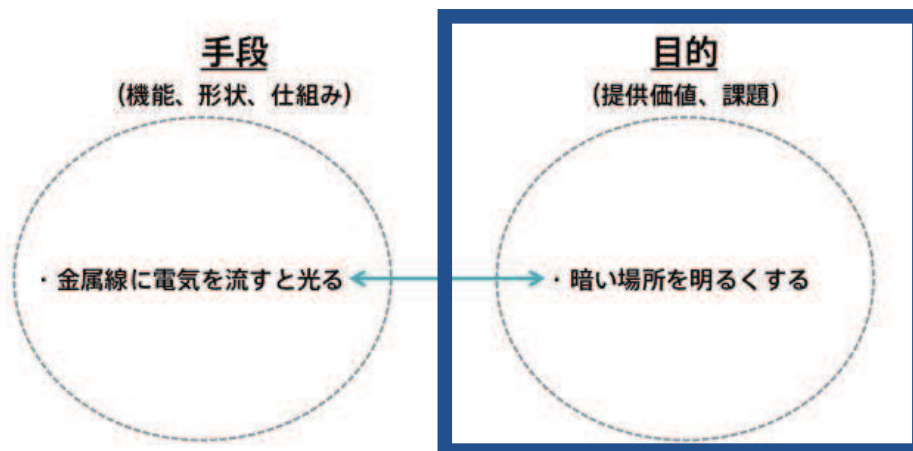 手段
(機能、形状、仕組み)
・金属線に電気を流すと光る
目的
(提供価値、課題)
・暗い場所を明るくする